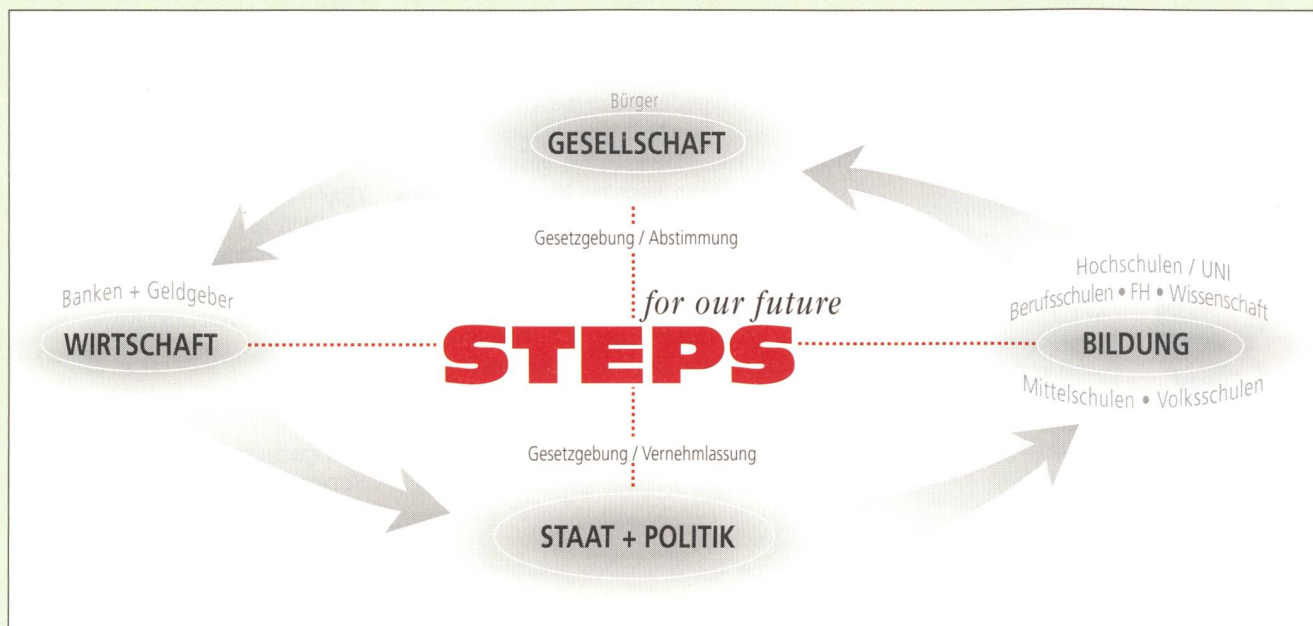 Bürger
GESELLSCHAFT
Gesetzgebung / Abstimmung
Banken + Geldgeber
WIRTSCHAFT
for our future
STEPS
Hochschulen / UNI
Berufsschulen • FH • Wissenschaft
BILDUNG
Mittelschulen • Volksschulen
Gesetzgebung / Vernehmlassung
STAAT + POLITIK